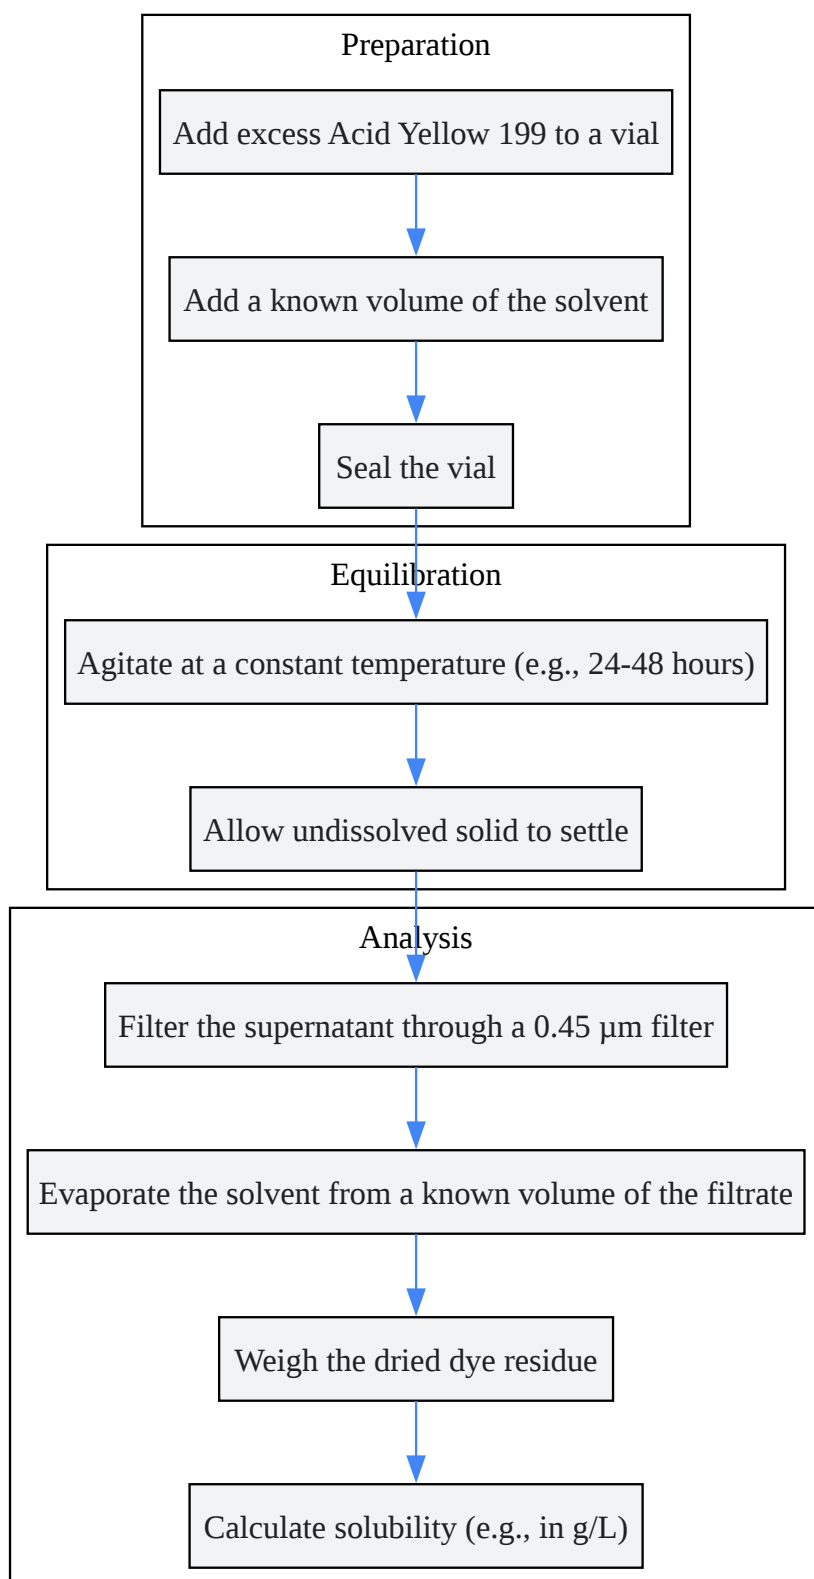 Preparation
Add excess Acid Yellow 199 to a vial
Add a known volume of the solvent
Seal the vial
Equilibration
Agitate at a constant temperature (e.g., 24-48 hours)
Allow undissolved solid to settle
Analysis
Filter the supernatant through a 0.45 µm filter
Evaporate the solvent from a known volume of the filtrate
Weigh the dried dye residue
Calculate solubility (e.g., in g/L)